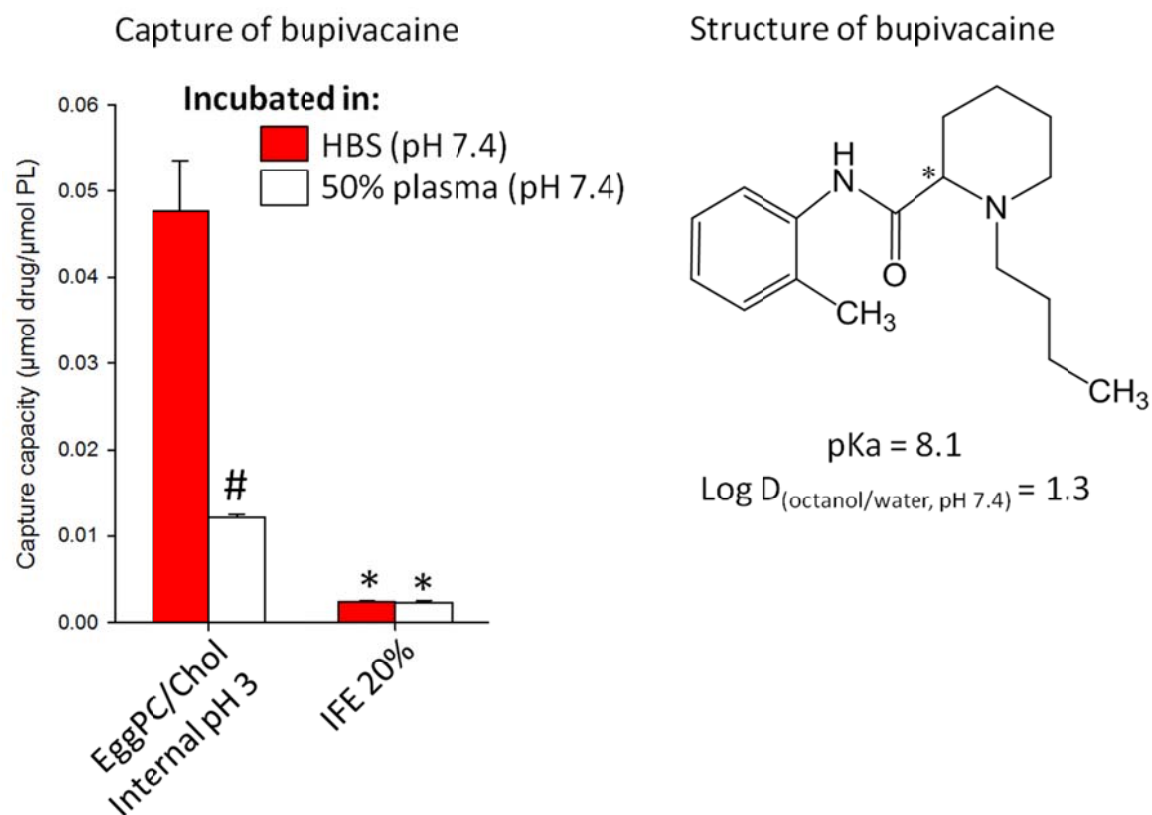 Capture of bupivacaine
Incubated in:
HBS (pH 7.4)
50% plasma (pH 7.4)
Capture capacity (µmol drug/µmol PL)
0.06
0.05
0.04
0.03
0.02
0.01
0.00
#
*
*
EggPC/Chol
Internal pH 3
IFE 20%
Structure of bupivacaine
H
N
*
N
O
CH3
CH3
pKa = 8.1
Log D(octanol/water, pH 7.4) = 1.3